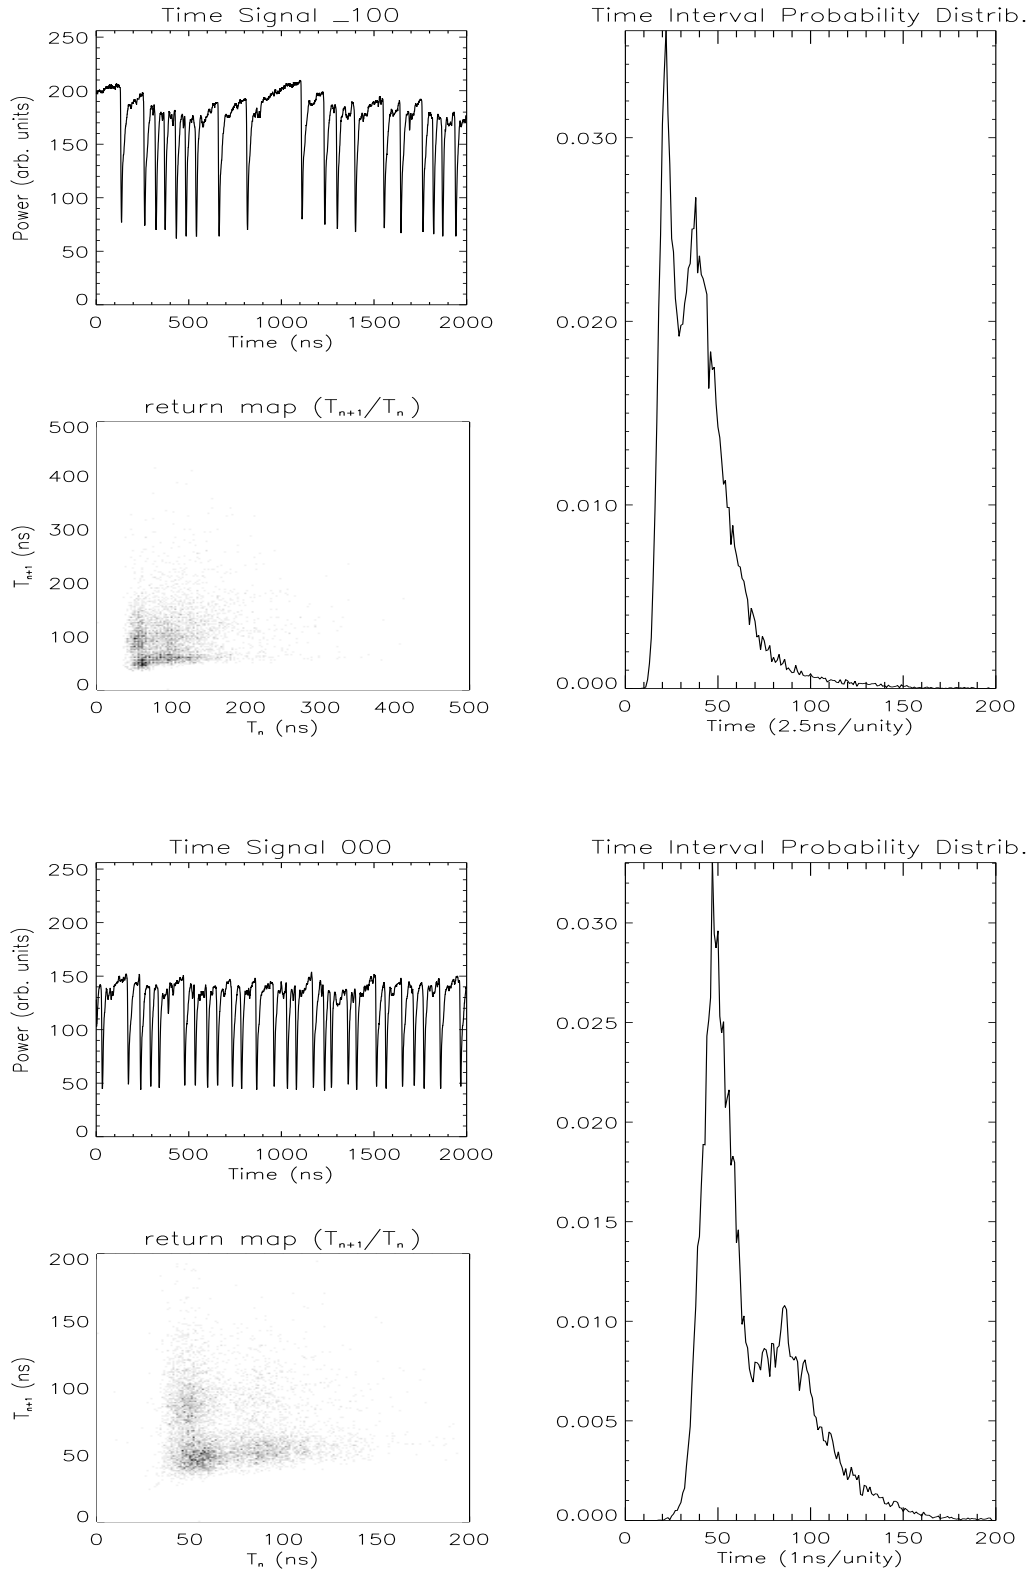 Time Signal _100
Power (arb. units)
250
200
150
100
50
0
0 500 1000 1500 2000
Time (ns)
Time Interval Probability Distrib.
0.030
0.020
0.010
0.000
0 50 100 150 200
Time (2.5ns/unity)
return map (Tn+1/Tn)
Tn+1 (ns)
500
400
300
200
100
0
0 100 200 300 400 500
Tn (ns)
Time Signal 000
Power (arb. units)
250
200
150
100
50
0
0 500 1000 1500 2000
Time (ns)
Time Interval Probability Distrib.
0.030
0.025
0.020
0.015
0.010
0.005
0.000
0 50 100 150 200
Time (1ns/unity)
return map (Tn+1/Tn)
Tn+1 (ns)
200
150
100
50
0
0 50 100 150 200
Tn (ns)